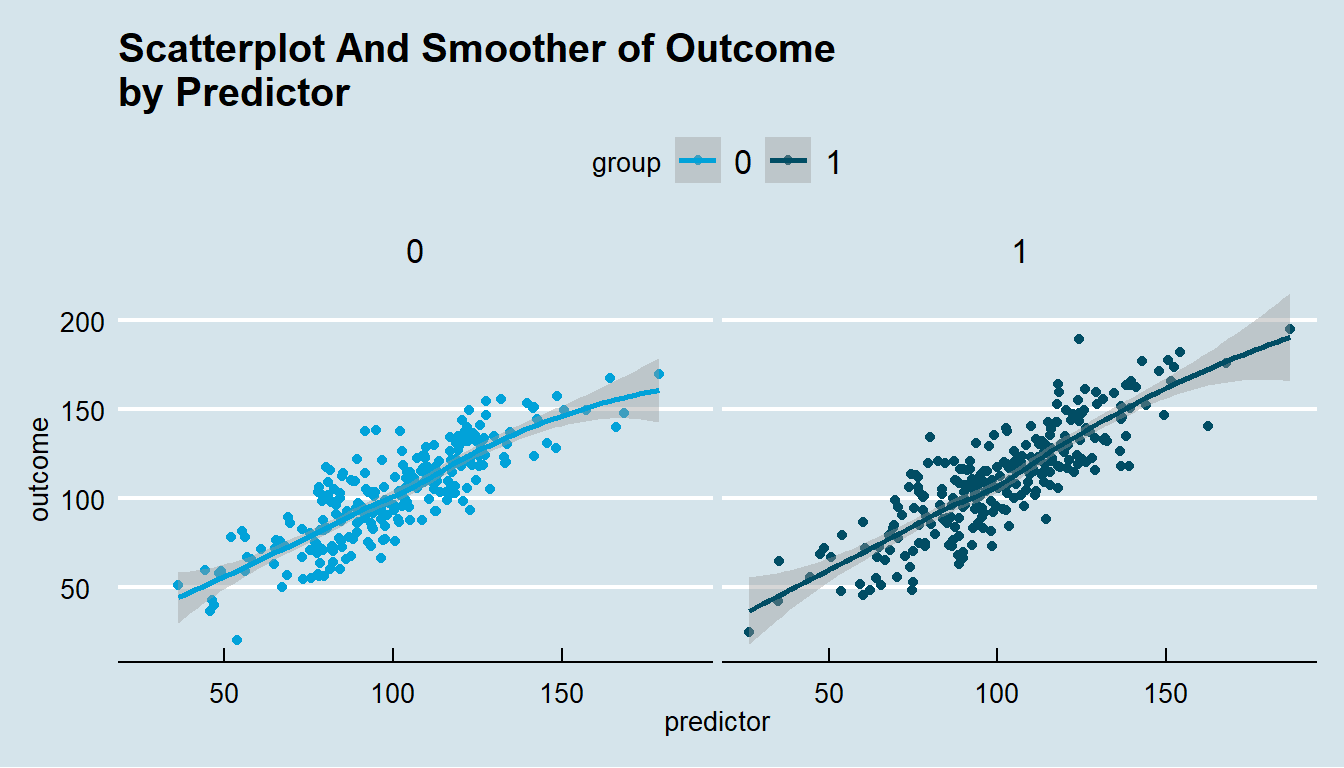 Scatterplot And Smoother of Outcome
by Predictor
group 0 1
0 1
200
150
100
50
outcome
50 100 150 50 100 150
predictor